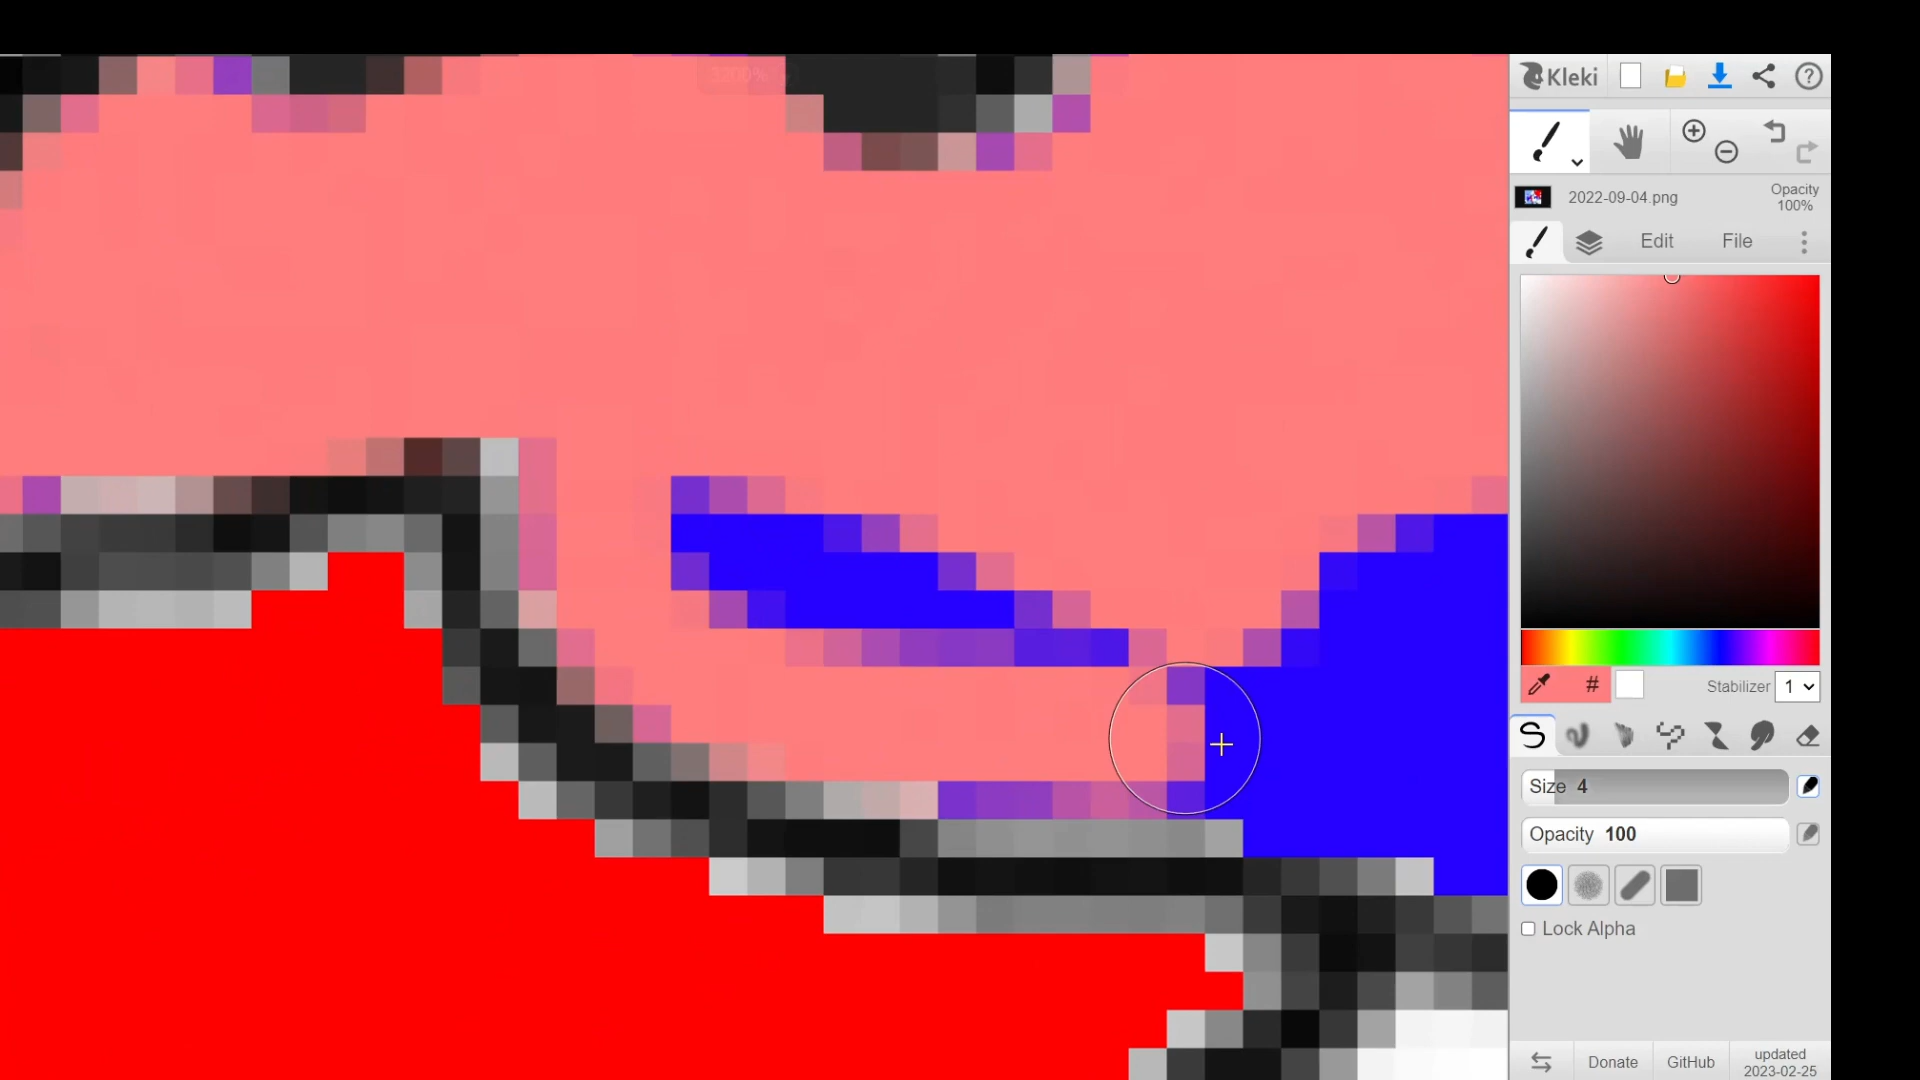 3200%
Kleki
?
2022-09-04.png
Opacity
100%
Edit
File
#
Stabilizer 1
Size 4
Opacity 100
Lock Alpha
Donate
GitHub
updated
2023-02-25